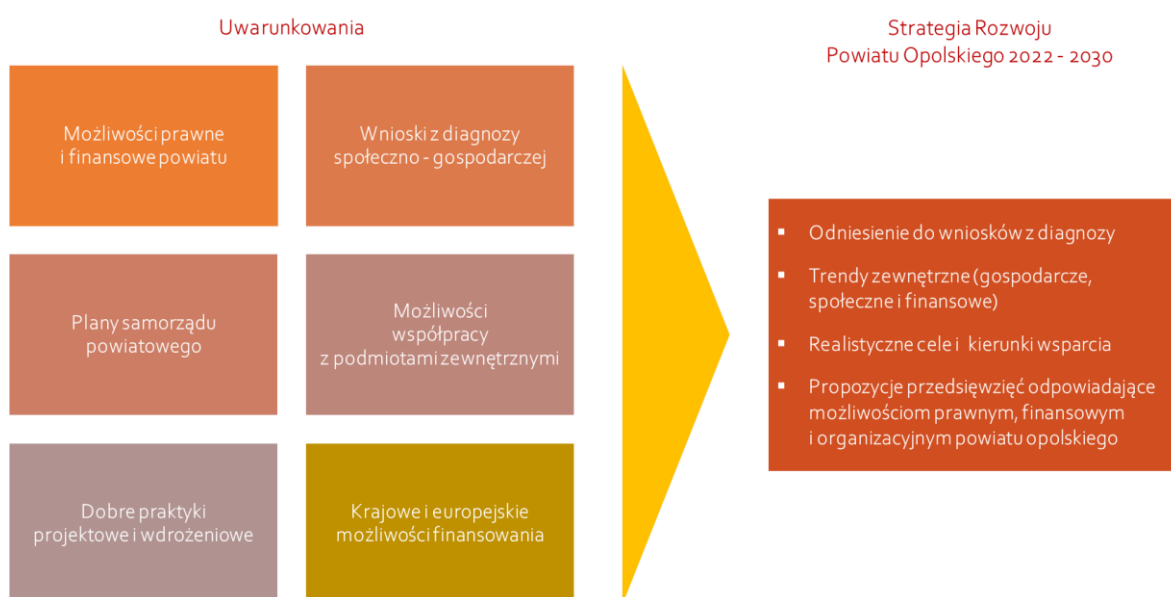 Uwarunkowania
Strategia Rozwoju
Powiatu Opolskiego 2022 - 2030
Możliwości prawne
i finansowe powiatu
Wnioski z diagnozy
społeczno - gospodarczej
Plany samorządu
powiatowego
Możliwości
współpracy
z podmiotami zewnętrznymi
Dobre praktyki
projektowe i wdrożeniowe
Krajowe i europejskie
możliwości finansowania
▪ Odniesienie do wniosków z diagnozy
▪ Trendy zewnętrzne (gospodarcze,
społeczne i finansowe)
▪ Realistyczne cele i kierunki wsparcia
▪ Propozycje przedsięwzięć odpowiadające
możliwościom prawnym, finansowym
i organizacyjnym powiatu opolskiego